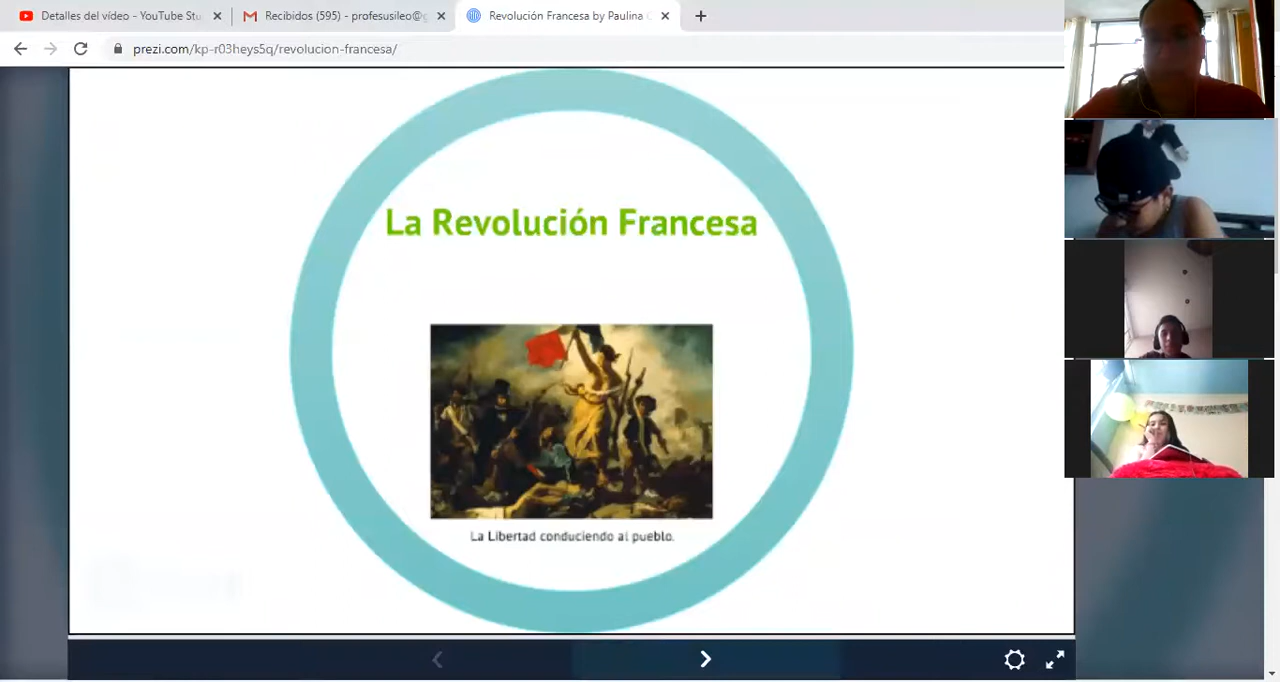 Detalles del vídeo - YouTube Stu
Recibidos (595) - profesusileo@g
Revolución Francesa by Paulina
prezi.com/kp-r03heys5q/revolucion-francesa/
La Revolución Francesa
La Libertad conduciendo al pueblo.